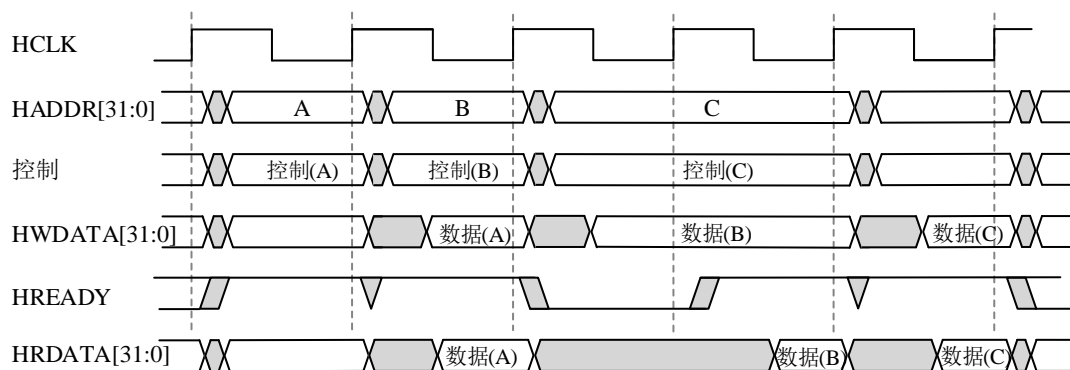 HCLK
HADDR[31:0] A B C
控制 控制(A) 控制(B) 控制(C)
HWDATA[31:0] 数据(A) 数据(B) 数据(C)
HREADY
HRDATA[31:0] 数据(A) 数据(B) 数据(C)